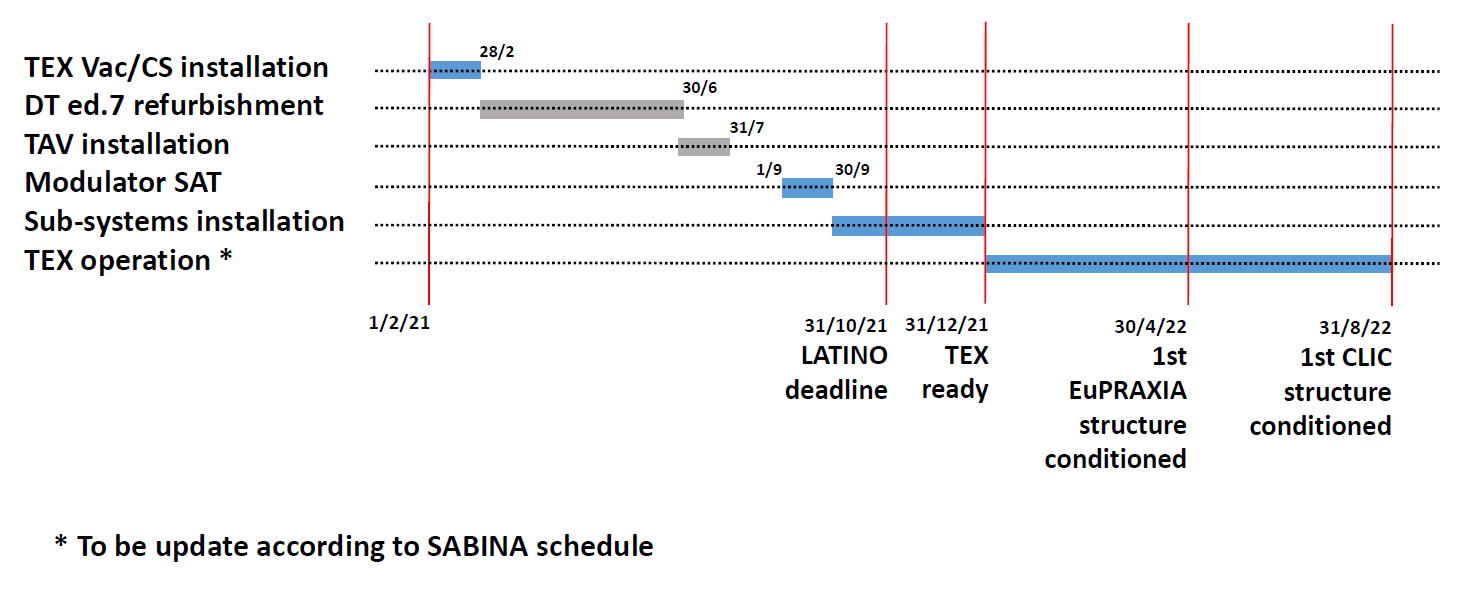 TEX Vac/CS installation
28/2
DT ed.7 refurbishment
30/6
TAV installation
31/7
Modulator SAT
1/9
30/9
Sub-systems installation
TEX operation *
1/2/21
31/10/21
LATINO
deadline
31/12/21
TEX
ready
30/4/22
1st
EuPRAXIA
structure
conditioned
31/8/22
1st CLIC
structure
conditioned
* To be update according to SABINA schedule